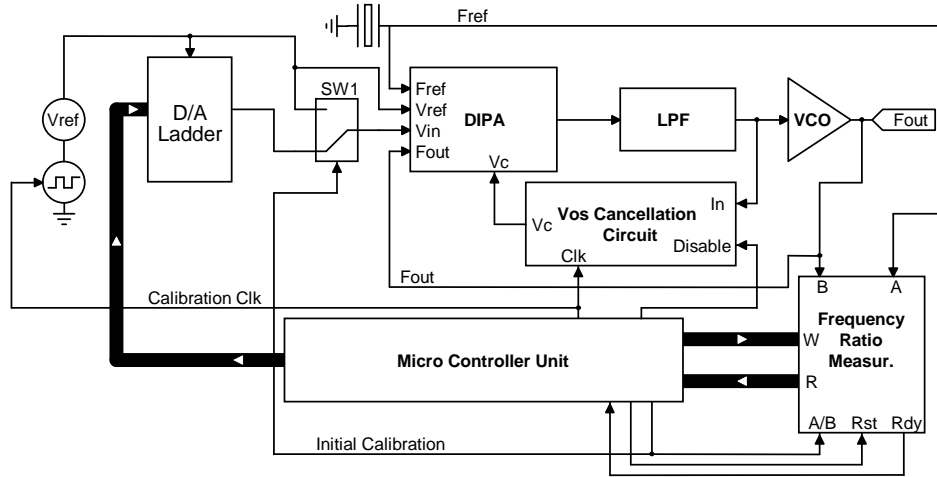 Fref
SW1
D/A
Ladder
Vref
Fref
Vref
Vin
Fout
DIPA
Vc
LPF
VCO
Fout
In
Vos Cancellation
Circuit
Vc
Disable
Clk
Fout
Calibration Clk
B
A
Frequency
Ratio
Measur.
W
R
Micro Controller Unit
A/B
Rst
Rdy
Initial Calibration